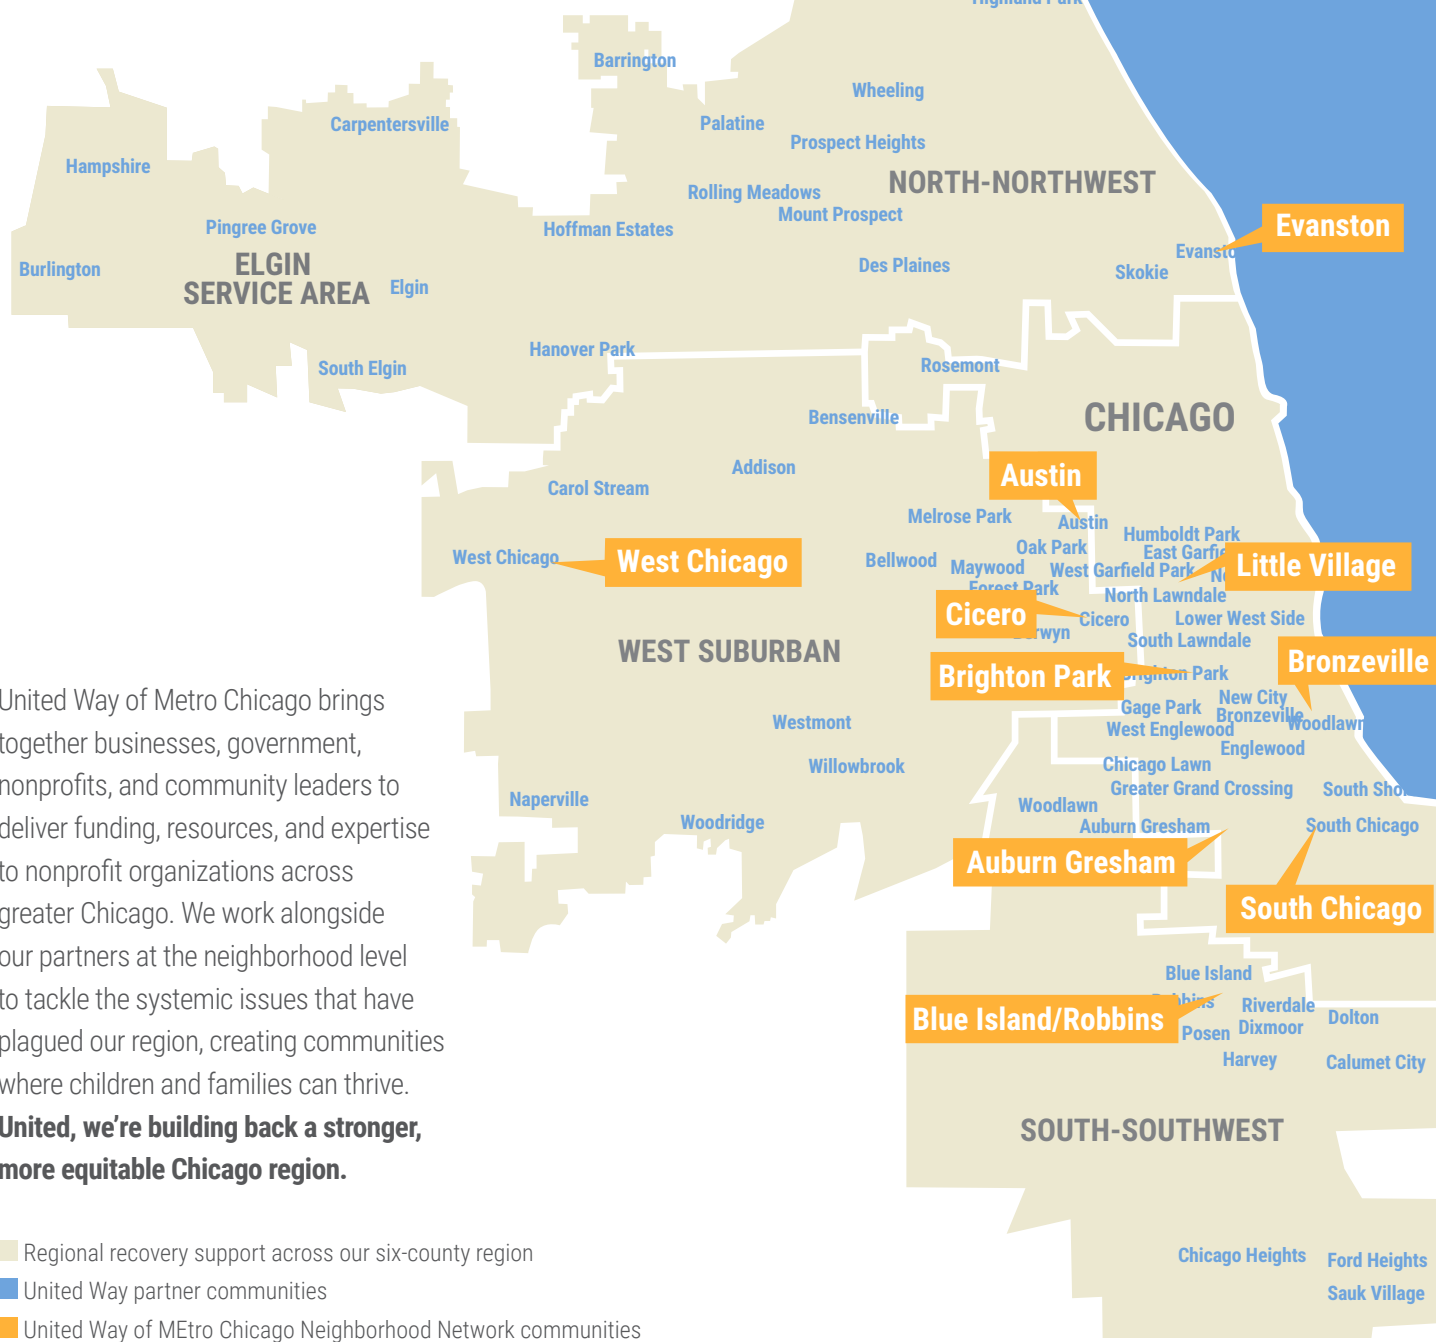 Highland Park
Barrington
Wheeling
Palatine
Carpentersville
Prospect Heights
Hampshire
NORTH-NORTHWEST
Rolling Meadows
Mount Prospect
Evanston
Pingree Grove
Hoffman Estates
Evansto
ELGIN
SERVICE AREA
Burlington
Des Plaines
Skokie
Elgin
Hanover Park
Rosemont
South Elgin
CHICAGO
Bensenville
Addison
Austin
Carol Stream
Melrose Park
Austin
Humboldt Park
Oak Park
East Garfie
West Chicago
West Chicago
Bellwood
Maywood
West Garfield Park
Little Village
Forest Park
North Lawndale
Cicero
Cicero
Lower West Side
South Lawndale
WEST SUBURBAN
Bronzeville
Brighton Park
Brighton Park
New City
Gage Park
Bronzeville
Woodlawn
Westmont
West Englewood
Englewood
Willowbrook
Chicago Lawn
Greater Grand Crossing
South Sho
Naperville
Woodlawn
Woodridge
Auburn Gresham
South Chicago
Auburn Gresham
South Chicago
Blue Island
Riverdale
Blue Island/Robbins
Dolton
Posen
Dixmoor
Harvey
Calumet City
SOUTH-SOUTHWEST
Chicago Heights
Ford Heights
Sauk Village
United Way of Metro Chicago brings
together businesses, government,
nonprofits, and community leaders to
deliver funding, resources, and expertise
to nonprofit organizations across
greater Chicago. We work alongside
our partners at the neighborhood level
to tackle the systemic issues that have
plagued our region, creating communities
where children and families can thrive.
United, we’re building back a stronger,
more equitable Chicago region.
Regional recovery support across our six-county region
United Way partner communities
United Way of MEtro Chicago Neighborhood Network communities